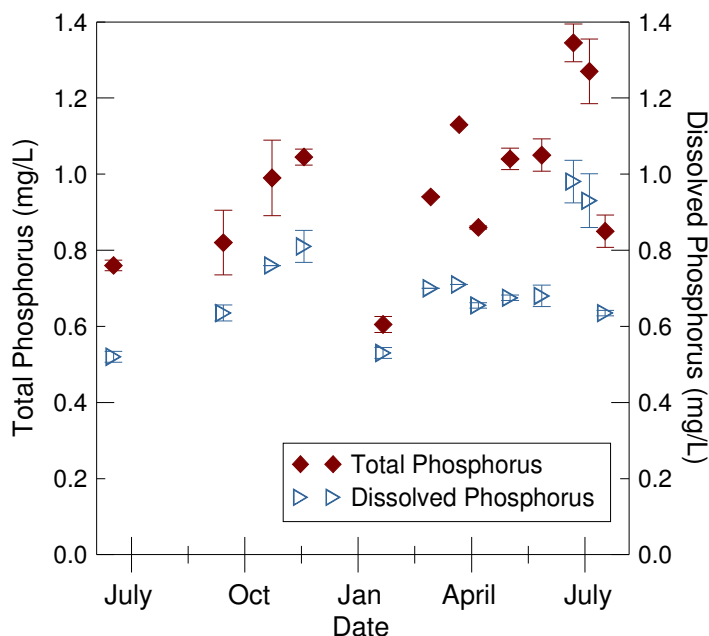 1.4
1.2
1.0
0.8
0.6
0.4
0.2
0.0
Total Phosphorus (mg/L)
1.4
1.2
1.0
0.8
0.6
0.4
0.2
0.0
Dissolved Phosphorus (mg/L)
Total Phosphorus
Dissolved Phosphorus
July
Oct
Jan
April
July
Date